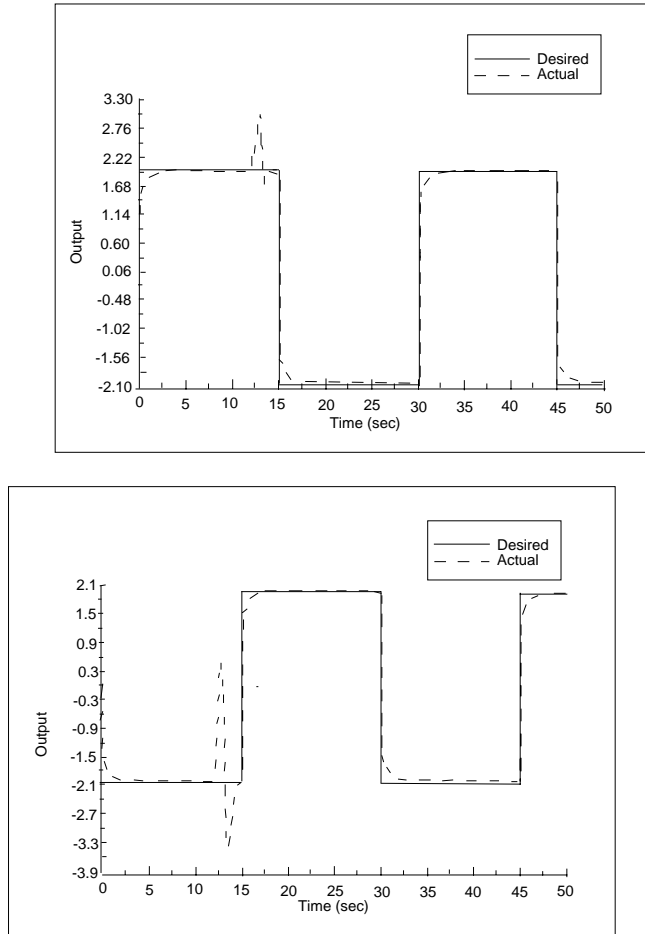 Desired
Actual
3.30
2.76
2.22
1.68
1.14
0.60
0.06
-0.48
-1.02
-1.56
-2.10
Output
0 5 10 15 20 25 30 35 40 45 50
Time (sec)
Desired
Actual
2.1
1.5
0.9
0.3
-0.3
-0.9
-1.5
-2.1
-2.7
-3.3
-3.9
Output
0 5 10 15 20 25 30 35 40 45 50
Time (sec)